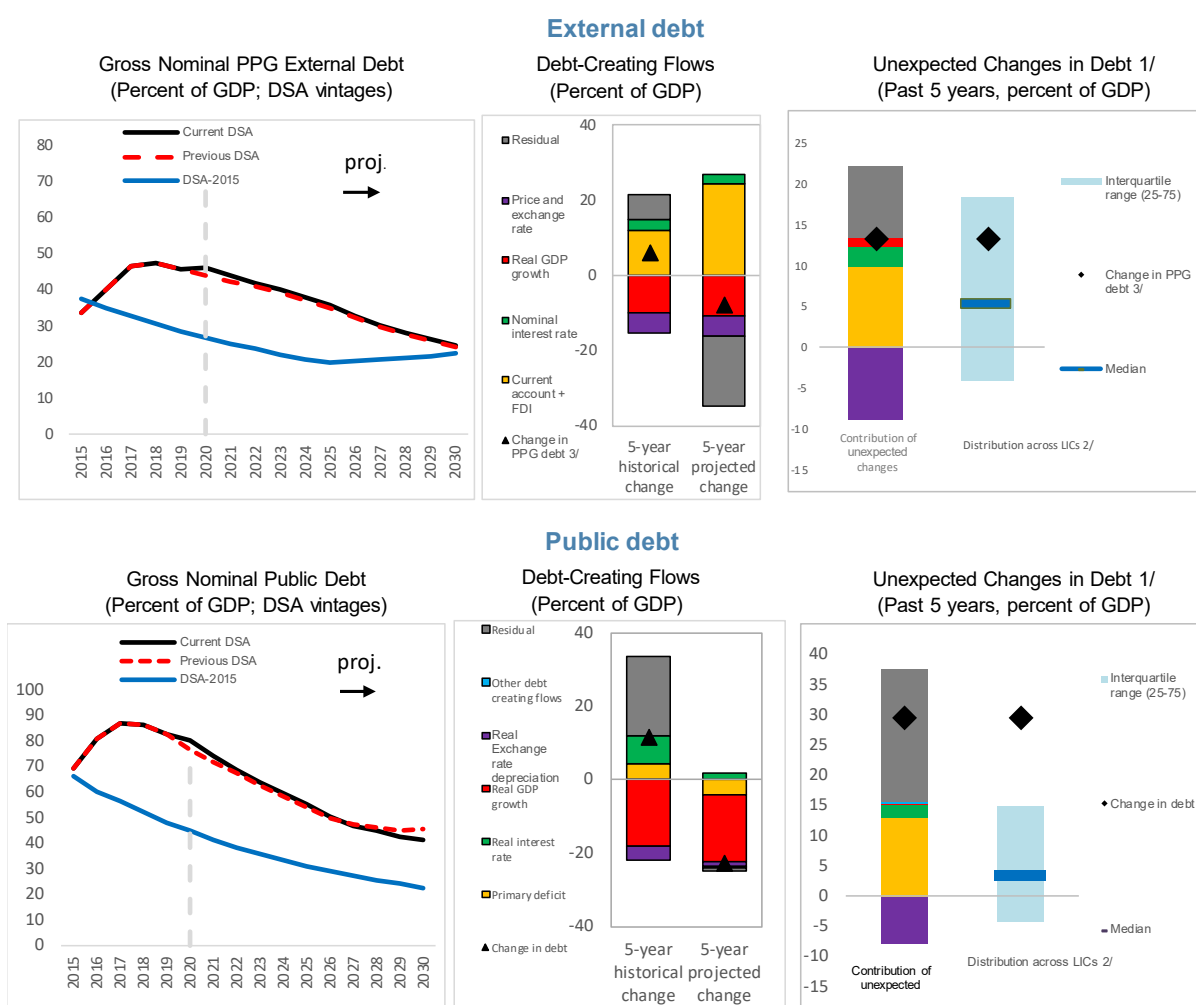 External debt
Gross Nominal PPG External Debt
(Percent of GDP; DSA vintages)
Current DSA
Previous DSA
DSA-2015
proj.
80
70
60
50
40
30
20
10
0
2015
2016
2017
2018
2019
2020
2021
2022
2023
2024
2025
2026
2027
2028
2029
2030
Debt-Creating Flows
(Percent of GDP)
Residual
Price and
exchange
rate
Real GDP
growth
Nominal
interest rate
Current
account +
FDI
Change in
PPG debt 3/
40
20
0
-20
-40
5-year
historical
change
5-year
projected
change
Unexpected Changes in Debt 1/
(Past 5 years, percent of GDP)
25
20
15
10
5
0
-5
-10
-15
Interquartile
range (25-75)
Change in PPG
debt 3/
Median
Contribution of
unexpected
changes
Distribution across LICs 2/
Public debt
Gross Nominal Public Debt
(Percent of GDP; DSA vintages)
Current DSA
Previous DSA
DSA-2015
proj.
100
90
80
70
60
50
40
30
20
10
0
2015
2016
2017
2018
2019
2020
2021
2022
2023
2024
2025
2026
2027
2028
2029
2030
Debt-Creating Flows
(Percent of GDP)
Residual
Other debt
creating flows
Real
Exchange
rate
depreciation
Real GDP
growth
Real interest
rate
Primary deficit
Change in debt
40
20
0
-20
-40
5-year
historical
change
5-year
projected
change
Unexpected Changes in Debt 1/
(Past 5 years, percent of GDP)
40
35
30
25
20
15
10
5
0
-5
-10
-15
Interquartile
range (25-75)
Change in debt
Median
Contribution of
unexpected
Distribution across LICs 2/